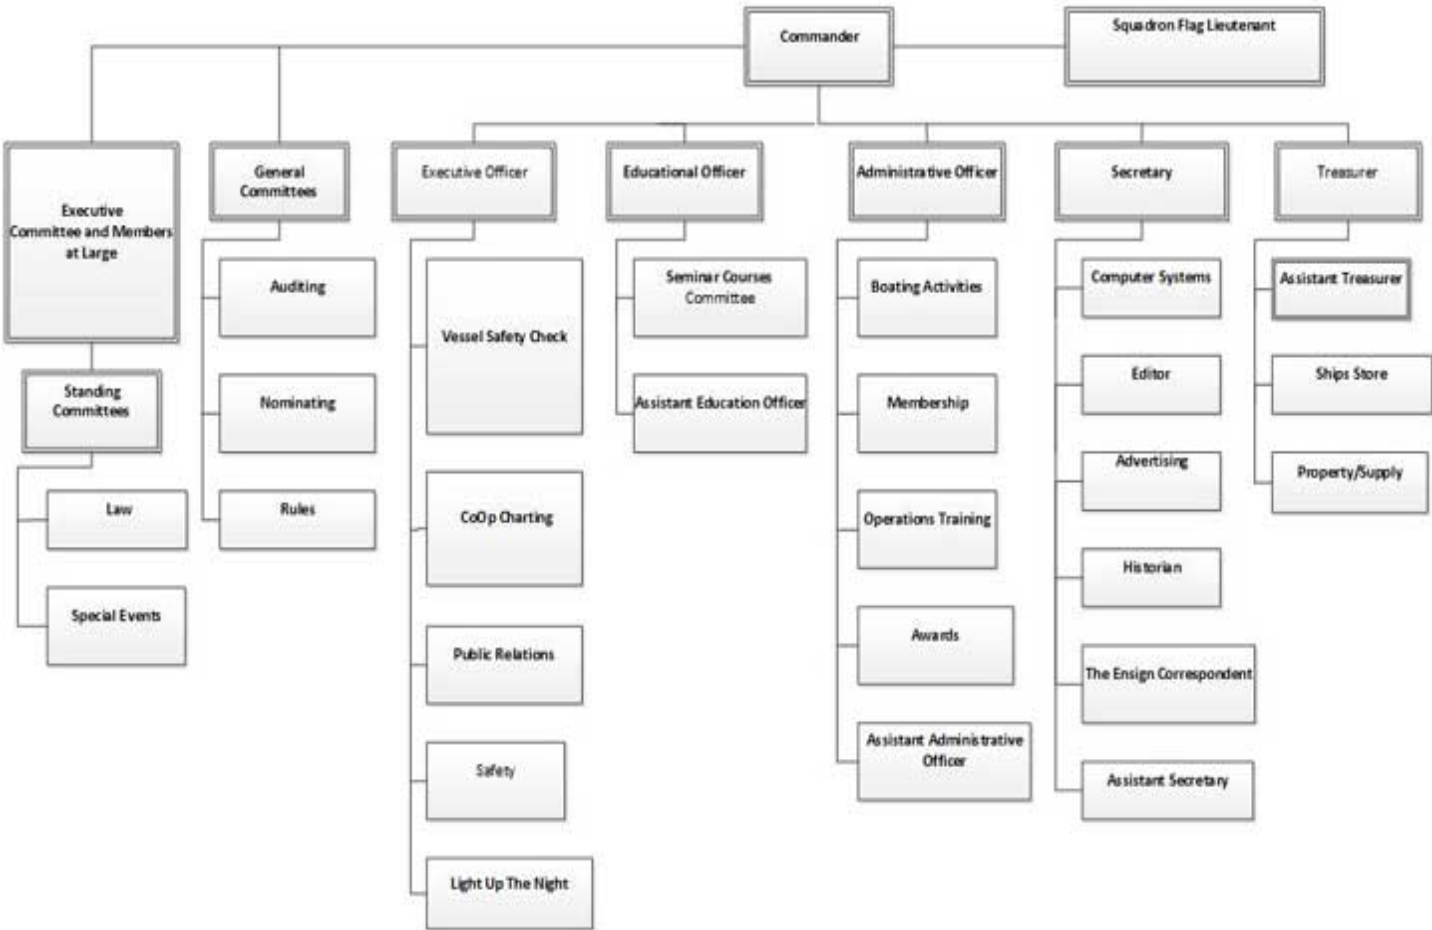 Commander
Squadron Flag Lieutenant
Executive
Committee and Members
at Large
General
Committees
Executive Officer
Educational Officer
Administrative Officer
Secretary
Treasurer
Standing
Committees
Law
Special Events
Auditing
Nominating
Rules
Vessel Safety Check
CoOp Charting
Public Relations
Safety
Light Up The Night
Seminar Courses
Committee
Assistant Education Officer
Boating Activities
Membership
Operations Training
Awards
Assistant Administrative
Officer
Computer Systems
Editor
Advertising
Historian
The Ensign Correspondent
Assistant Secretary
Assistant Treasurer
Ships Store
Property/Supply